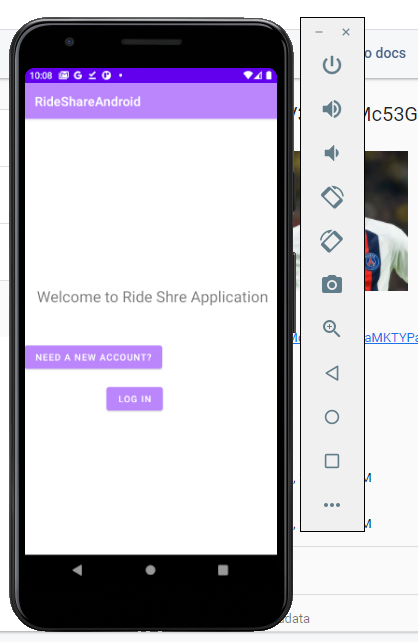 o docs
10:08
RideShareAndroid
Mc53G
Welcome to Ride Shre Application
aMKTYPa
NEED A NEW ACCOUNT?
LOG IN
M
M
data